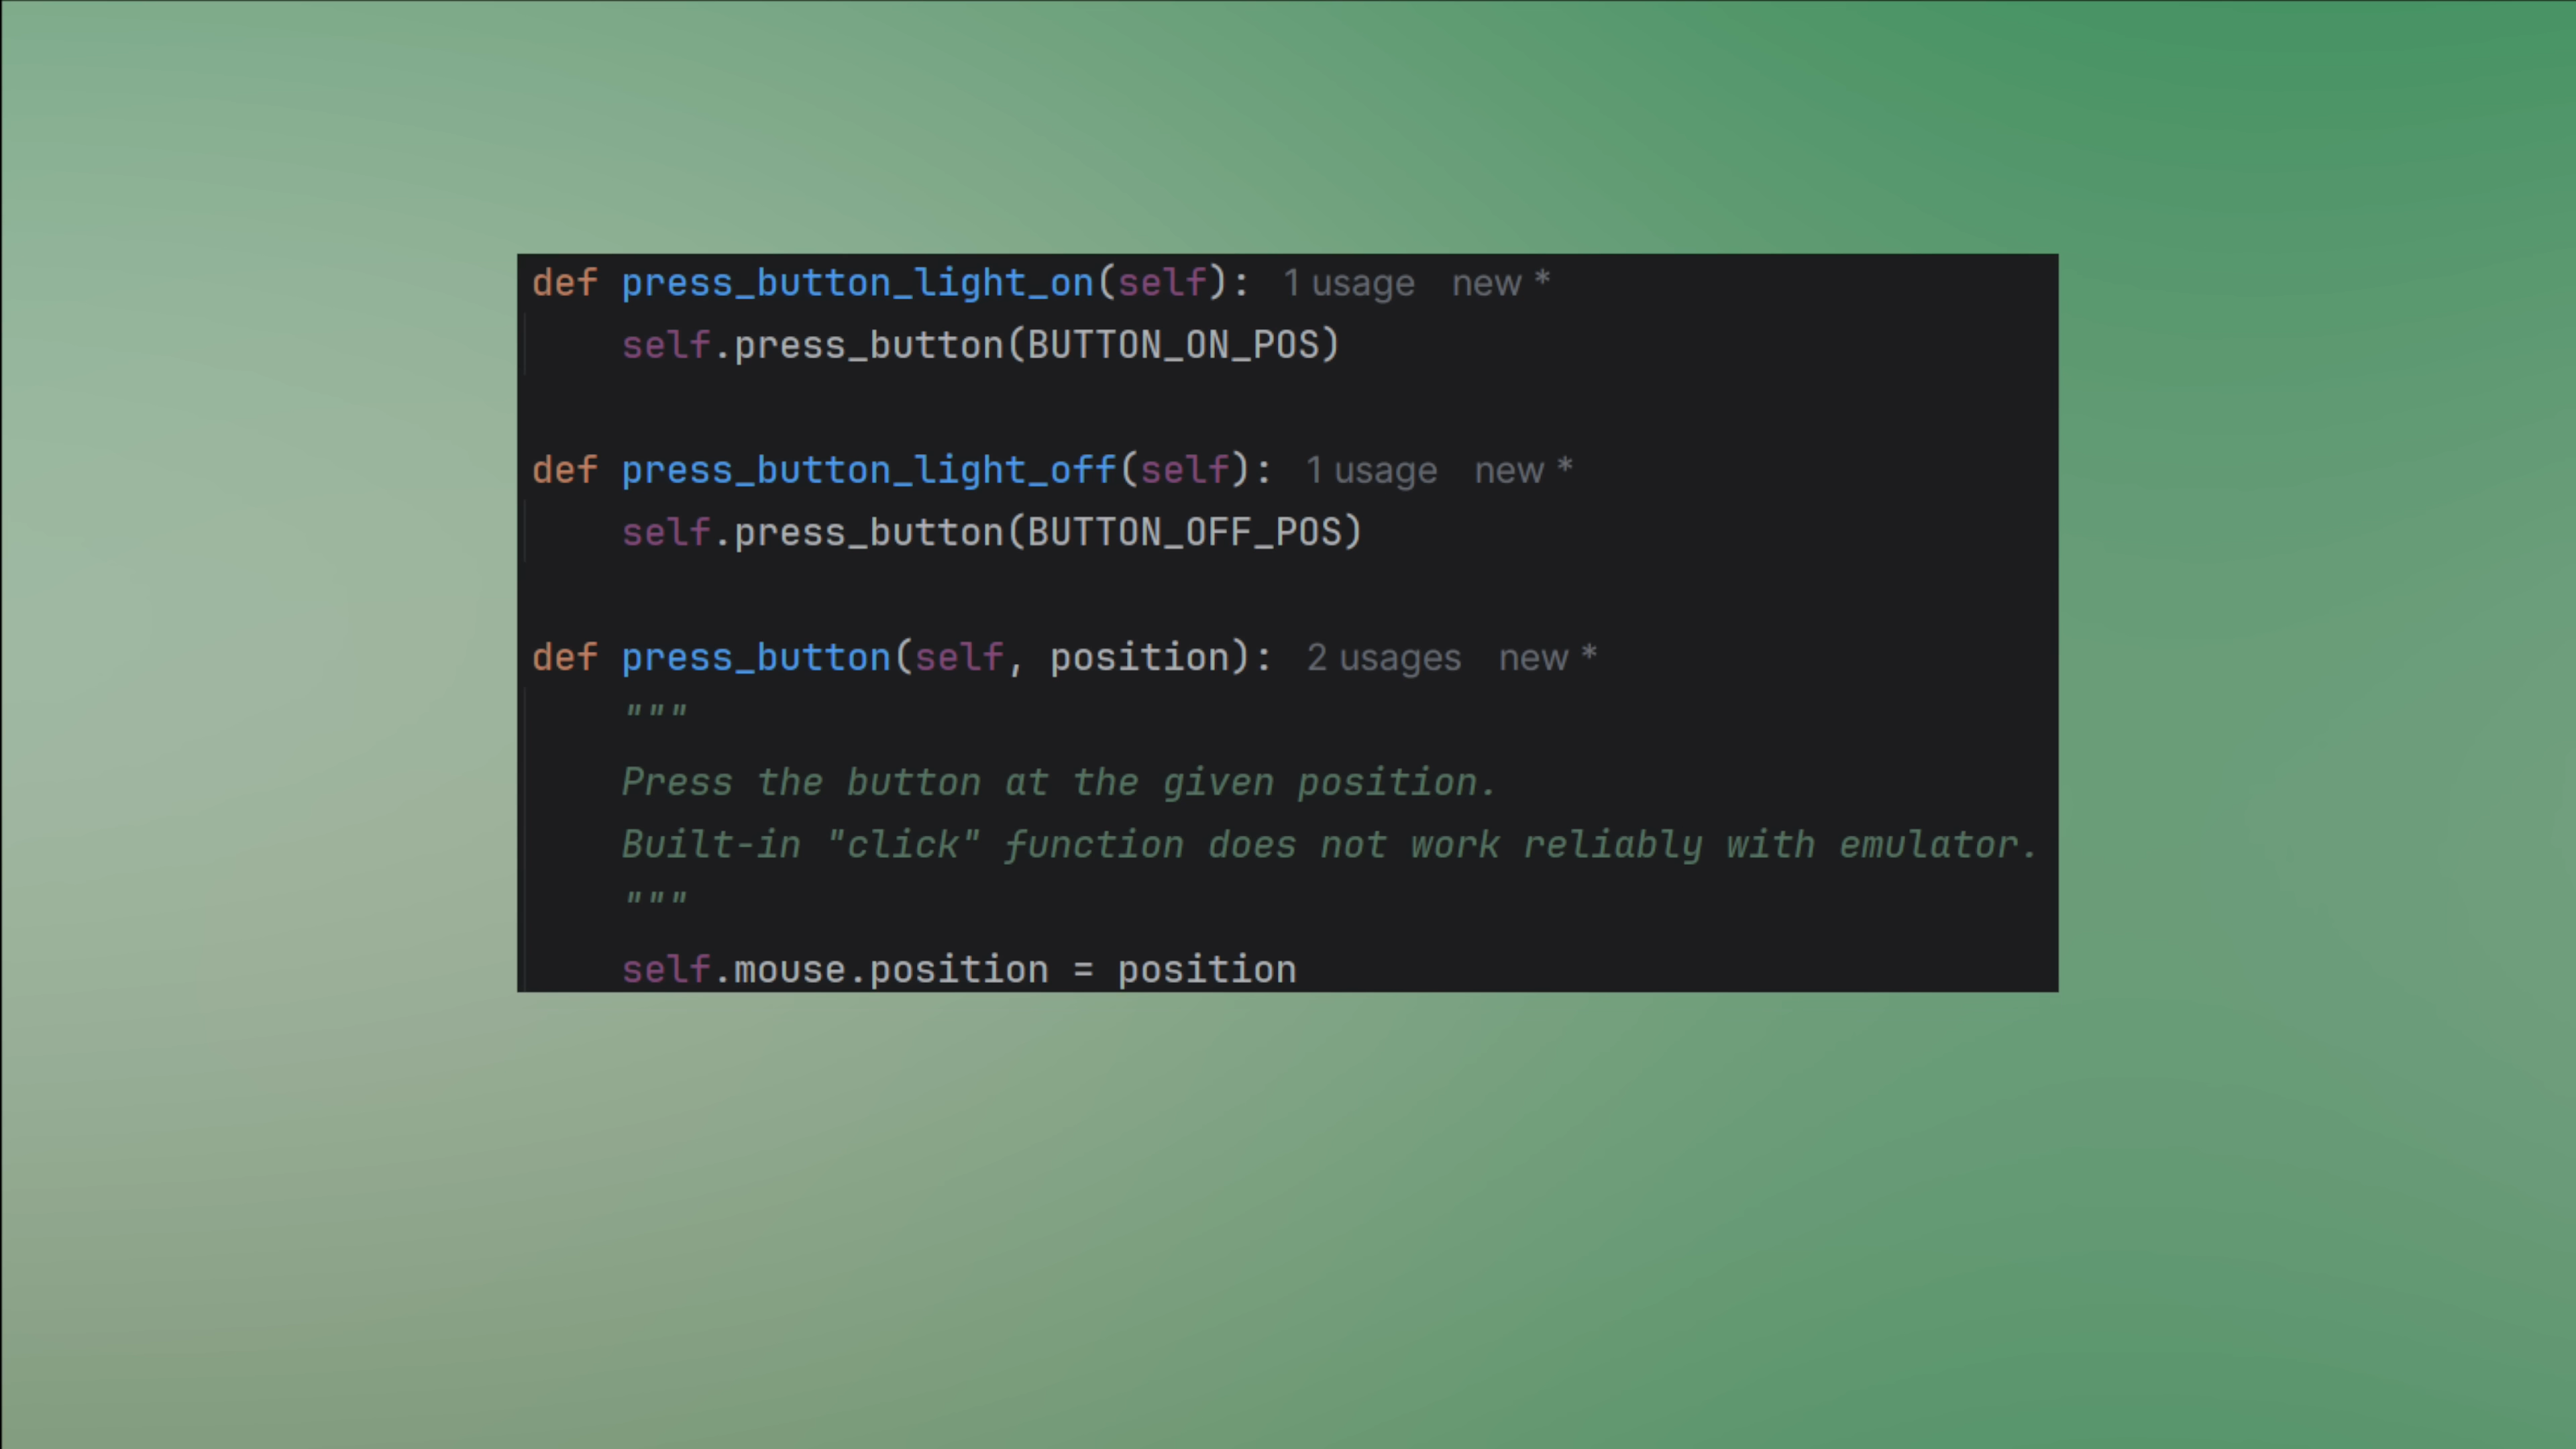 def press_button_light_on(self): 1 usage new *
self.press_button(BUTTON_ON_POS)
def press_button_light_off(self): 1 usage new *
self.press_button(BUTTON_OFF_POS)
def press_button(self, position): 2 usages new *
"""
Press the button at the given position.
Built-in "click" function does not work reliably with emulator.
"""
self.mouse.position = position